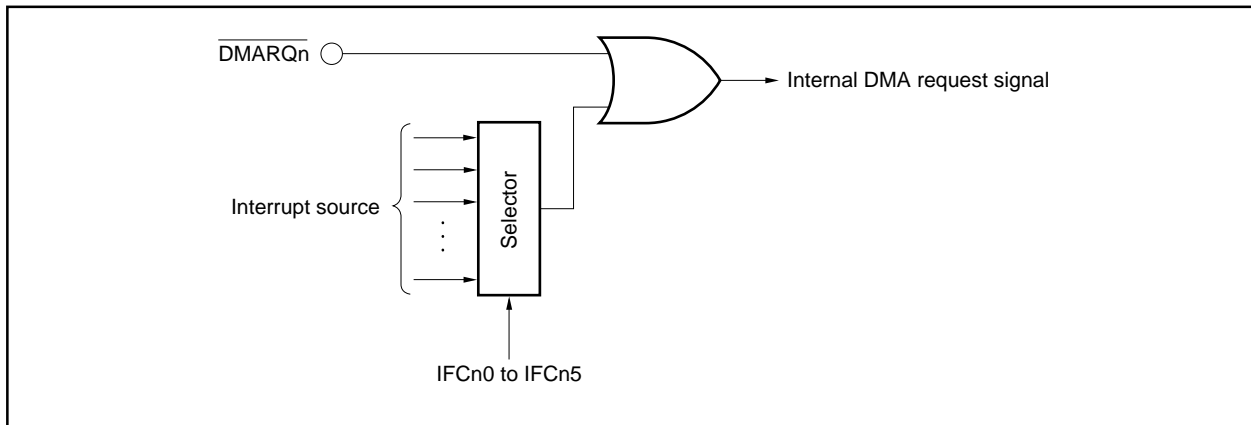 DMARQn
Internal DMA request signal
Interrupt source
Selector
IFCn0 to IFCn5